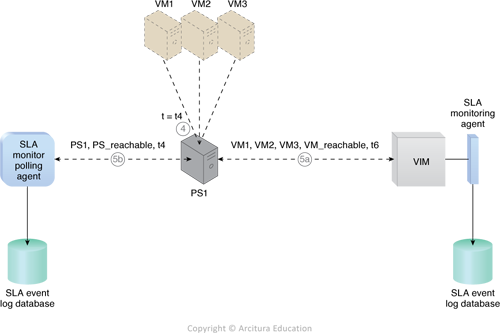 VM1
VM2
VM3
t = t4
4
SLA
monitoring
agent
SLA
monitor
polling
agent
PS1, PS_reachable, t4
5b
VM1, VM2, VM3, VM_reachable, t6
5a
VIM
PS1
SLA event
log database
SLA event
log database
Copyright © Arcitura Education